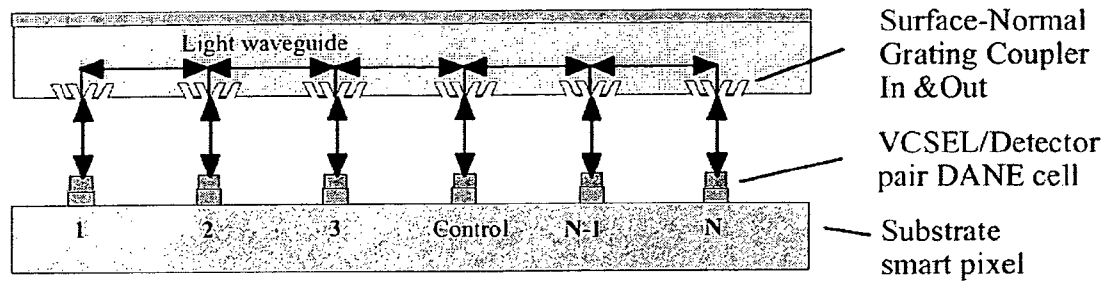 Surface-Normal
Grating Coupler
In &Out
Light waveguide
VCSEL/Detector
pair DANE cell
1 2 3 Control N-1 N
Substrate
smart pixel